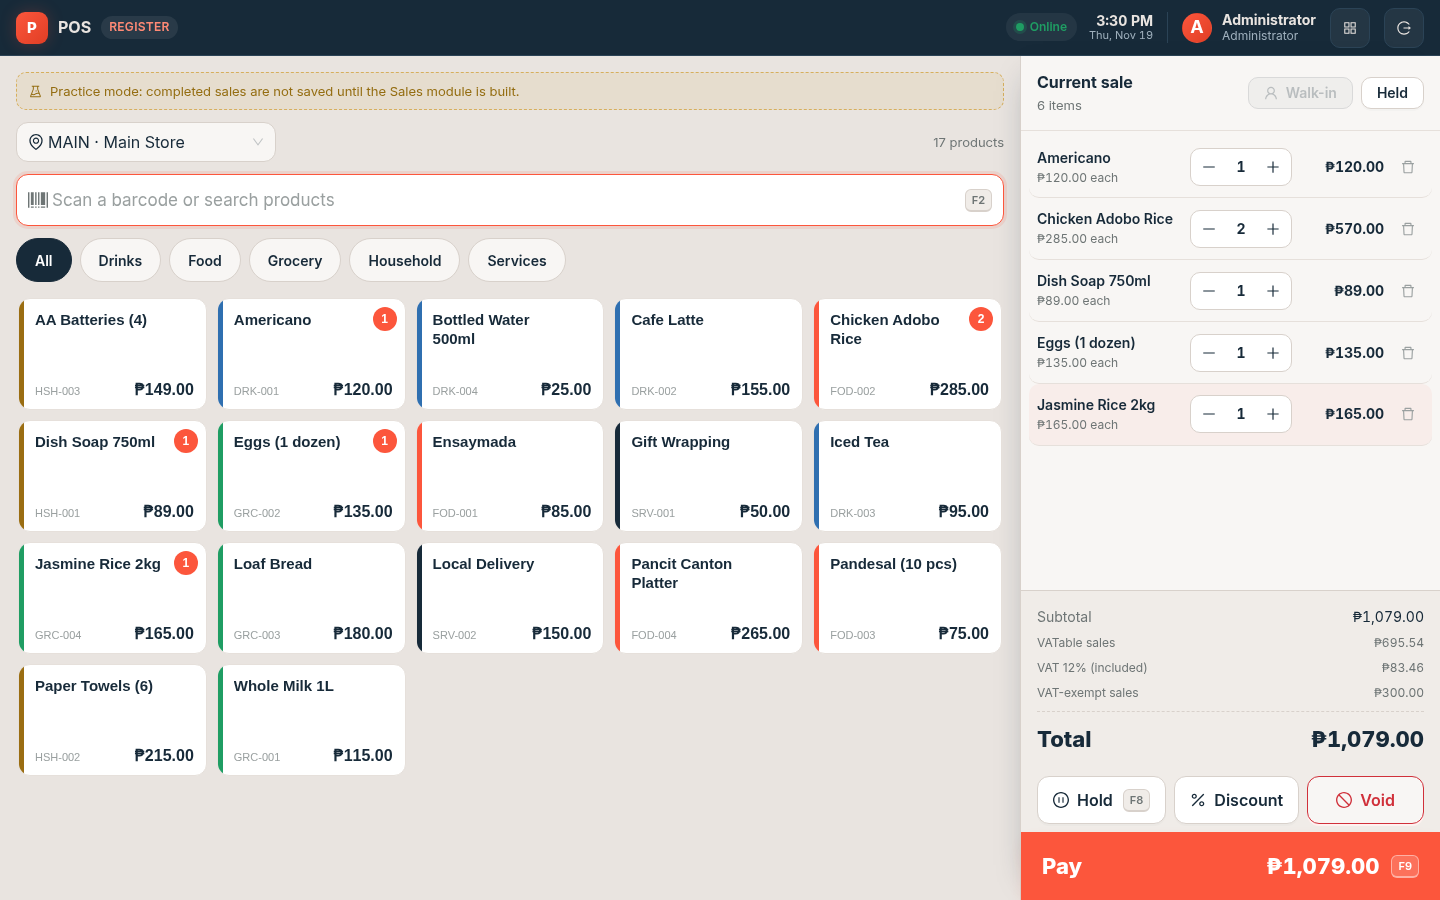 P POS REGISTER
Online
3:30 PM
Thu, Nov 19
A
Administrator
Administrator
Practice mode: completed sales are not saved until the Sales module is built.
MAIN · Main Store
17 products
Scan a barcode or search products
F2
All
Drinks
Food
Grocery
Household
Services
AA Batteries (4)
HSH-003
₱149.00
Americano
1
DRK-001
₱120.00
Bottled Water
500ml
DRK-004
₱25.00
Cafe Latte
DRK-002
₱155.00
Chicken Adobo
Rice
2
FOD-002
₱285.00
Dish Soap 750ml
1
HSH-001
₱89.00
Eggs (1 dozen)
1
GRC-002
₱135.00
Ensaymada
FOD-001
₱85.00
Gift Wrapping
SRV-001
₱50.00
Iced Tea
DRK-003
₱95.00
Jasmine Rice 2kg
1
GRC-004
₱165.00
Loaf Bread
GRC-003
₱180.00
Local Delivery
SRV-002
₱150.00
Pancit Canton
Platter
FOD-004
₱265.00
Pandesal (10 pcs)
FOD-003
₱75.00
Paper Towels (6)
HSH-002
₱215.00
Whole Milk 1L
GRC-001
₱115.00
Current sale
6 items
Walk-in
Held
Americano
₱120.00 each
1
₱120.00
Chicken Adobo Rice
₱285.00 each
2
₱570.00
Dish Soap 750ml
₱89.00 each
1
₱89.00
Eggs (1 dozen)
₱135.00 each
1
₱135.00
Jasmine Rice 2kg
₱165.00 each
1
₱165.00
Subtotal ₱1,079.00
VATable sales ₱695.54
VAT 12% (included) ₱83.46
VAT-exempt sales ₱300.00
Total ₱1,079.00
Hold F8
Discount
Void
Pay ₱1,079.00 F9